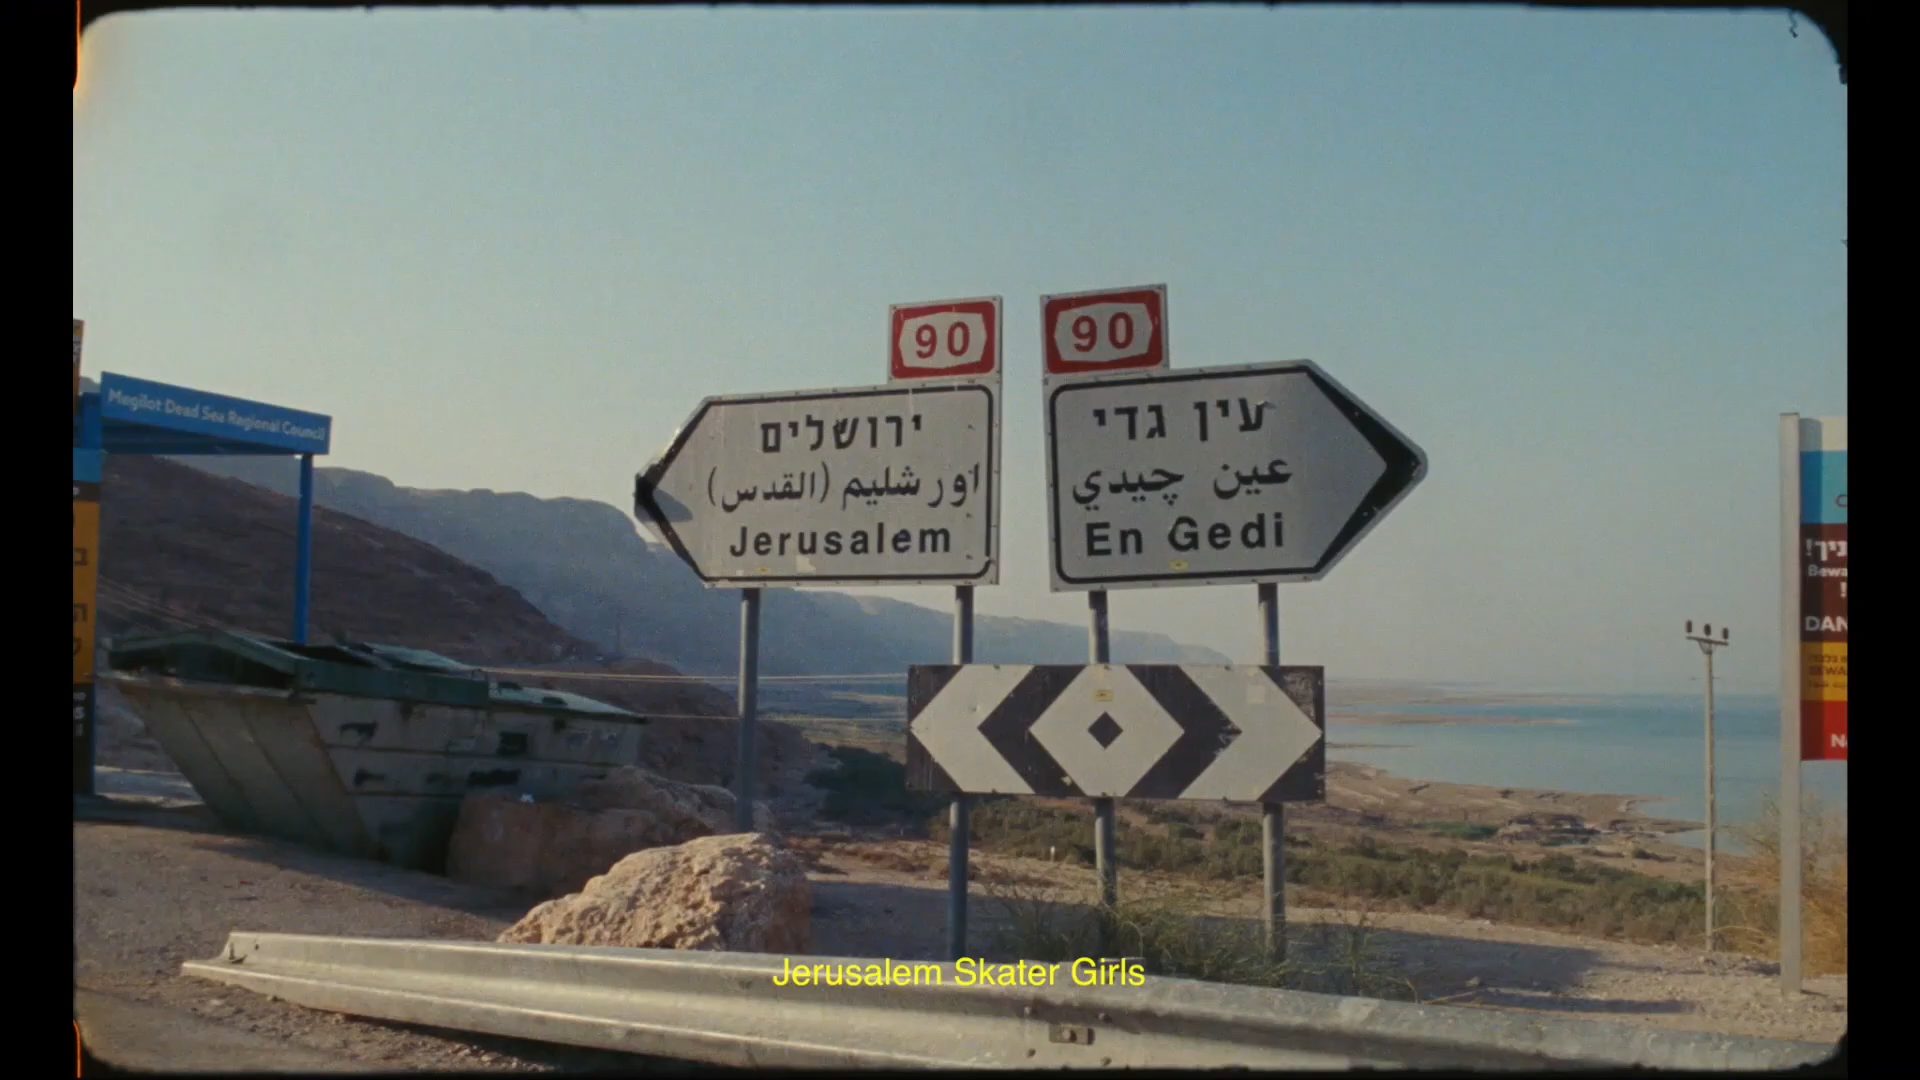 90
90
Megilot Dead Sea Regional Council
ירושלים
اورشليم (القدس)
Jerusalem
עין גדי
عين چيدي
En Gedi
Jerusalem Skater Girls